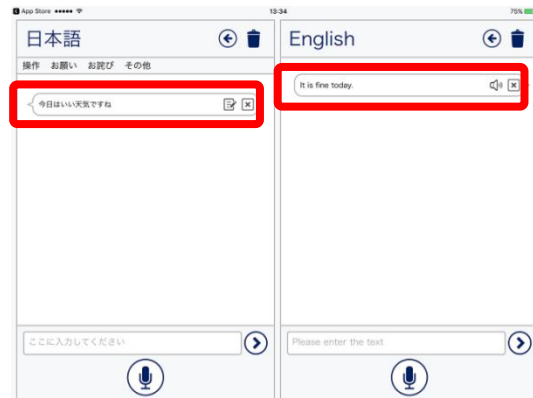 App Store
13:34
75%
日本語
操作 お願い お詫び その他
今日はいい天気ですね
ここに入力してください
English
It is fine today.
Please enter the text